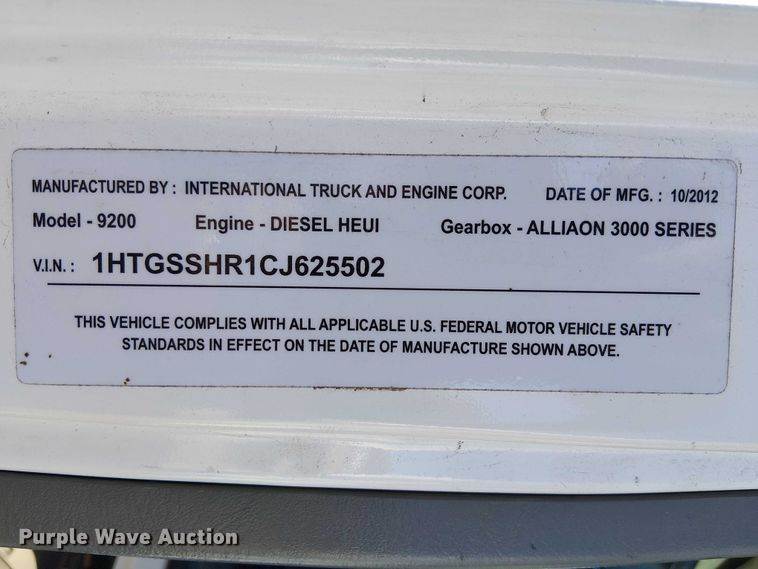 MANUFACTURED BY : INTERNATIONAL TRUCK AND ENGINE CORP. DATE OF MFG. : 10/2012
Model - 9200 Engine - DIESEL HEUI Gearbox - ALLIAON 3000 SERIES
V.I.N. : 1HTGSSHR1CJ625502
THIS VEHICLE COMPLIES WITH ALL APPLICABLE U.S. FEDERAL MOTOR VEHICLE SAFETY
STANDARDS IN EFFECT ON THE DATE OF MANUFACTURE SHOWN ABOVE.
Purple Wave Auction